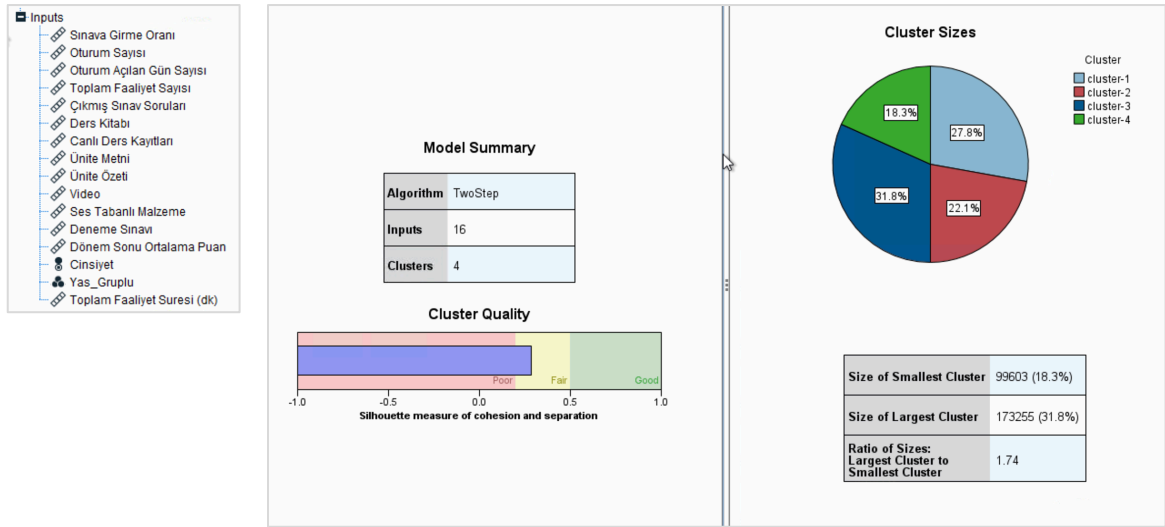 Inputs
Sınava Girme Oranı
Oturum Sayısı
Oturum Açılan Gün Sayısı
Toplam Faaliyet Sayısı
Çıkmış Sınav Soruları
Ders Kitabı
Canlı Ders Kayıtları
Ünite Metni
Ünite Özeti
Video
Ses Tabanlı Malzeme
Deneme Sınavı
Dönem Sonu Ortalama Puan
Cinsiyet
Yas_Gruplu
Toplam Faaliyet Suresi (dk)
Model Summary
Algorithm TwoStep
Inputs 16
Clusters 4
Cluster Quality
Poor Fair Good
-1.0 -0.5 0.0 0.5 1.0
Silhouette measure of cohesion and separation
Cluster Sizes
Cluster
cluster-1
cluster-2
cluster-3
cluster-4
18.3%
27.8%
31.8%
22.1%
Size of Smallest Cluster 99603 (18.3%)
Size of Largest Cluster 173255 (31.8%)
Ratio of Sizes:
Largest Cluster to 1.74
Smallest Cluster